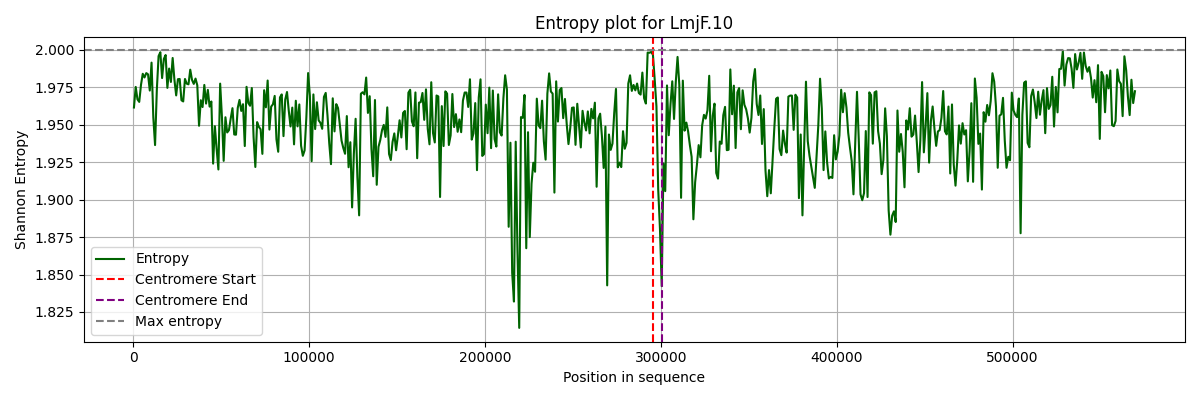 Entropy plot for LmjF.10
Shannon Entropy
2.000
1.975
1.950
1.925
1.900
1.875
1.850
1.825
Entropy
Centromere Start
Centromere End
Max entropy
0 100000 200000 300000 400000 500000
Position in sequence